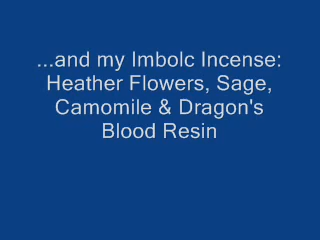 ...and my Imbolc Incense:
Heather Flowers, Sage,
Camomile & Dragon's
Blood Resin